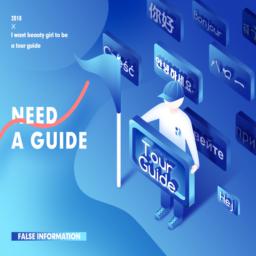 2018
×
I want beauty girl to be
a tour guide
NEED
A GUIDE
FALSE INFORMATION
你好
Bonjour
Cześć
안녕하세요
Tour
Guide
Hej